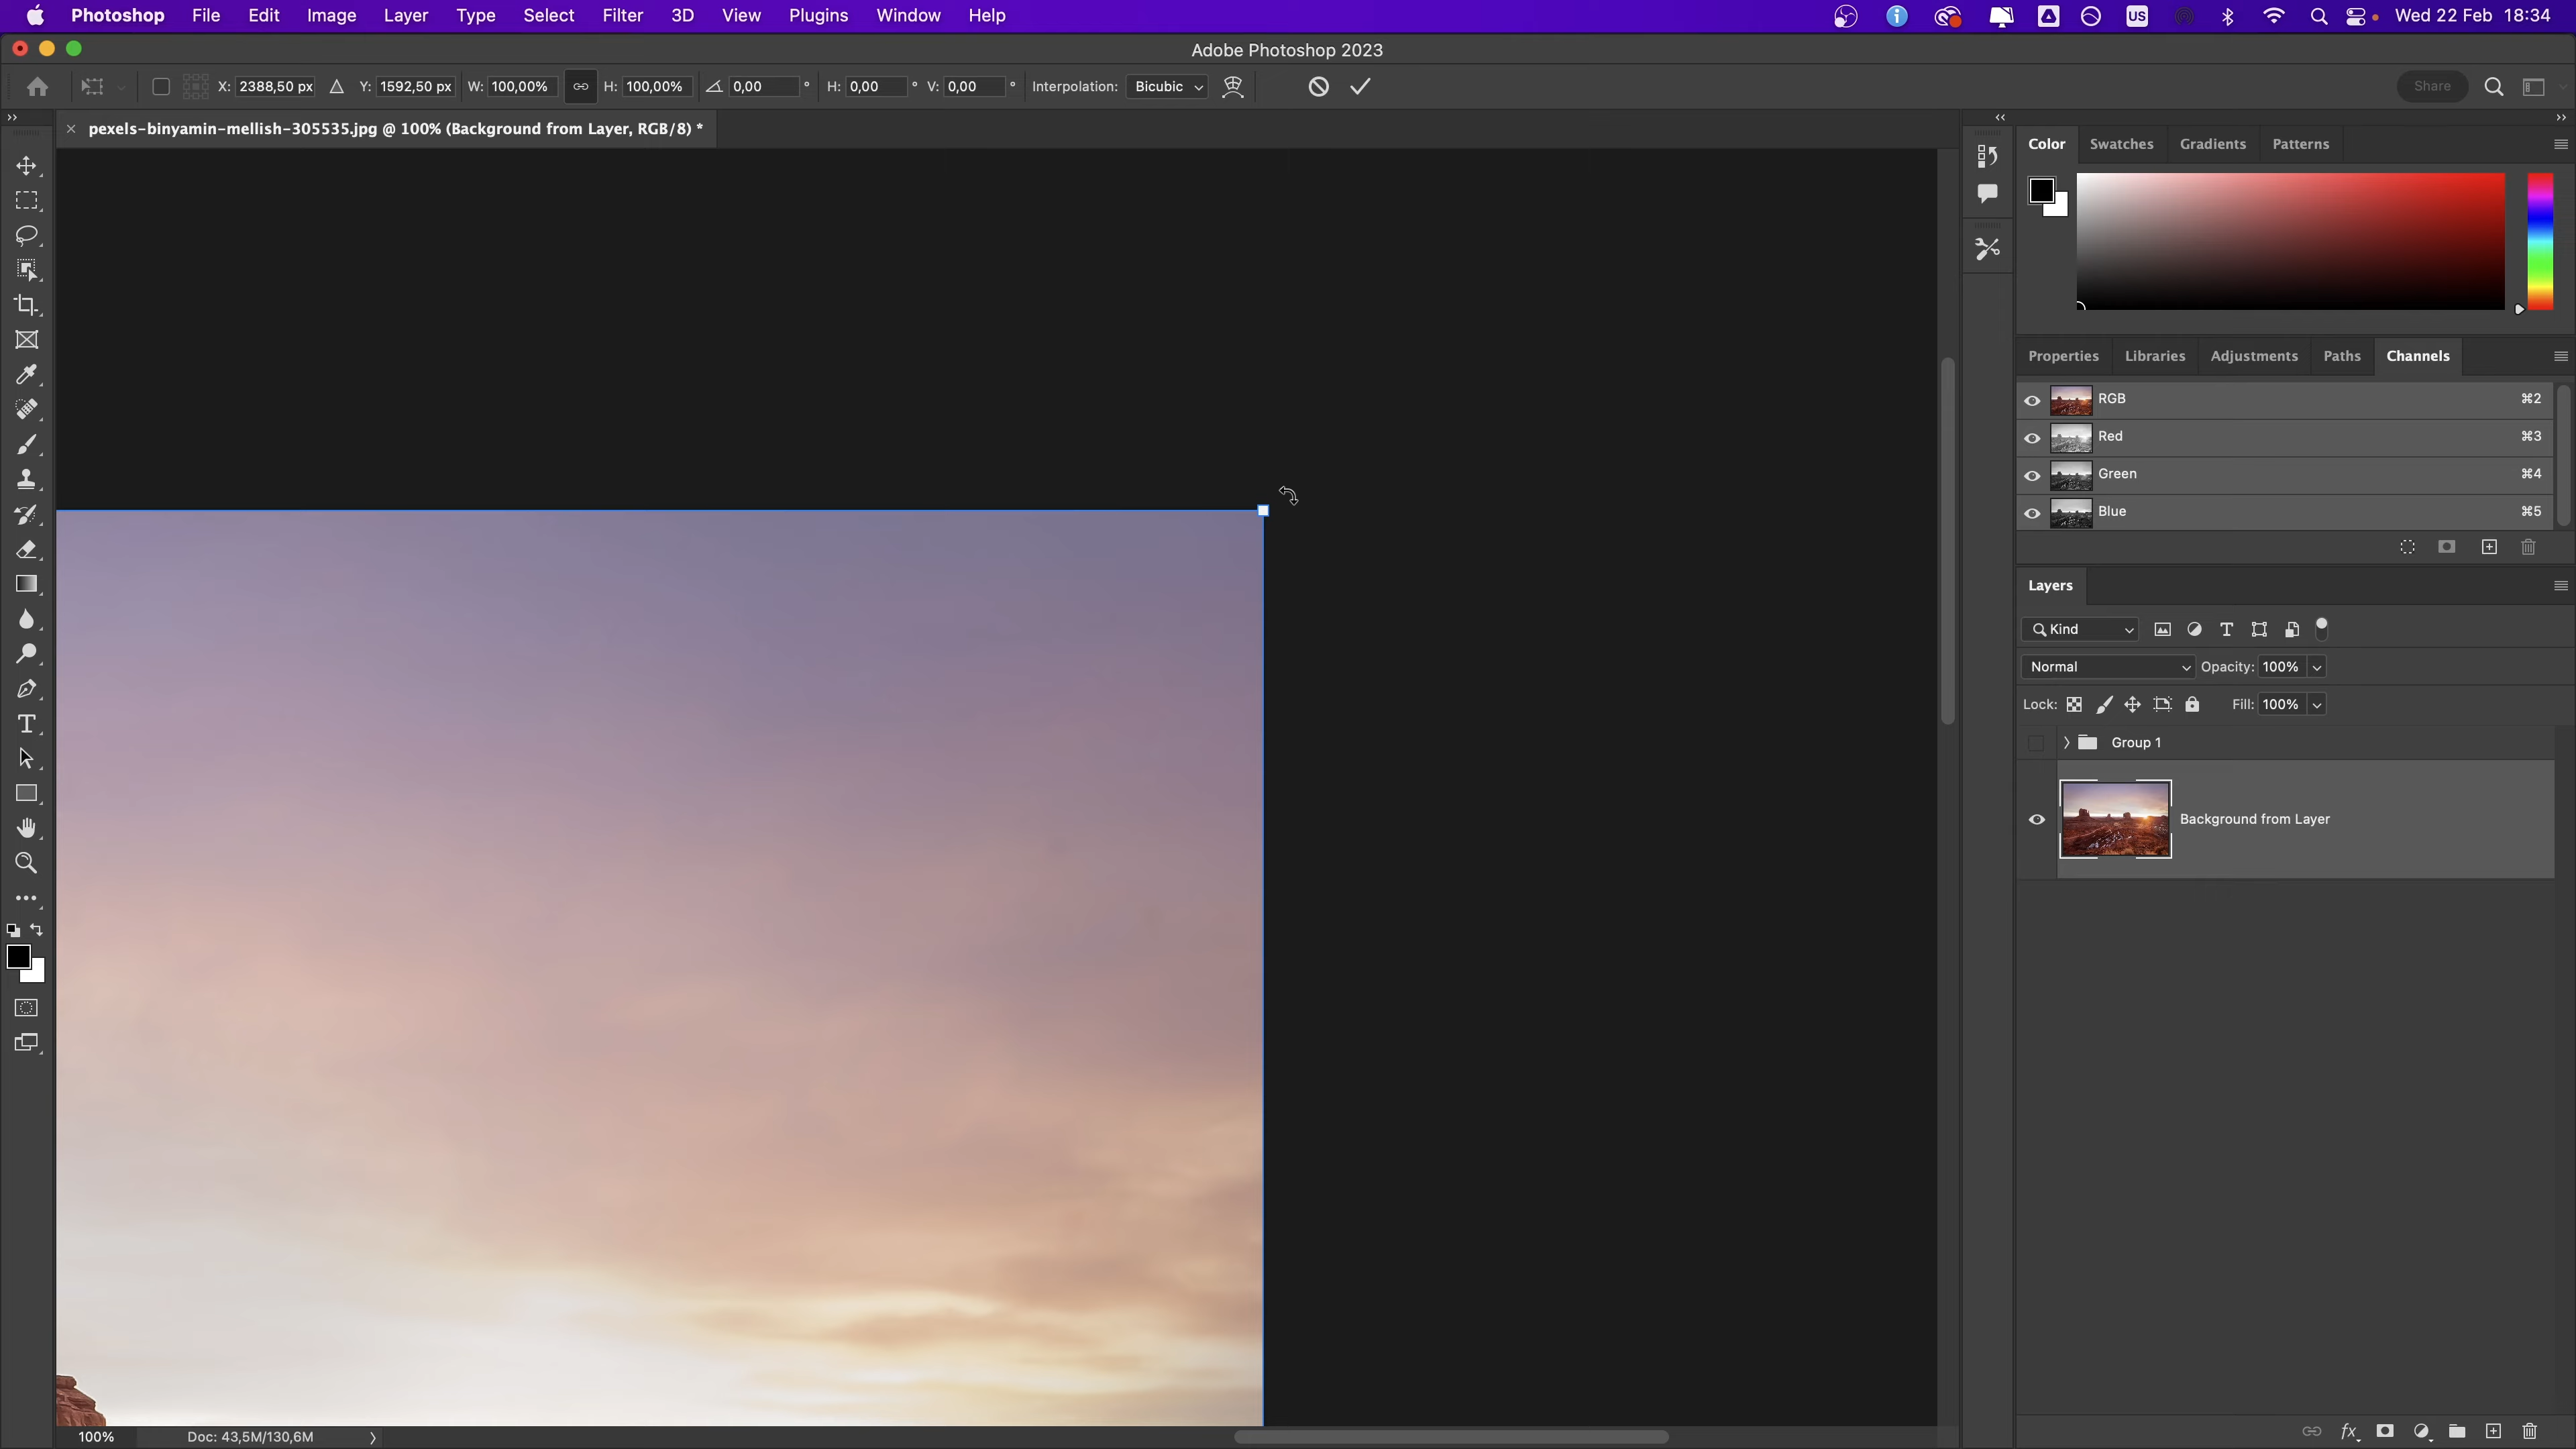 Photoshop File Edit Image Layer Type Select Filter 3D View Plugins Window Help US Wed 22 Feb 18:34
Adobe Photoshop 2023
X: 2388,50 px Y: 1592,50 px W: 100,00% H: 100,00% 0,00 ° H: 0,00 ° V: 0,00 ° Interpolation: Bicubic Share
pexels-binyamin-mellish-305535.jpg @ 100% (Background from Layer, RGB/8) *
Color Swatches Gradients Patterns
Properties Libraries Adjustments Paths Channels
RGB ⌘2
Red ⌘3
Green ⌘4
Blue ⌘5
Layers
Kind
Normal Opacity: 100%
Lock: Fill: 100%
Group 1
Background from Layer
100% Doc: 43,5M/130,6M